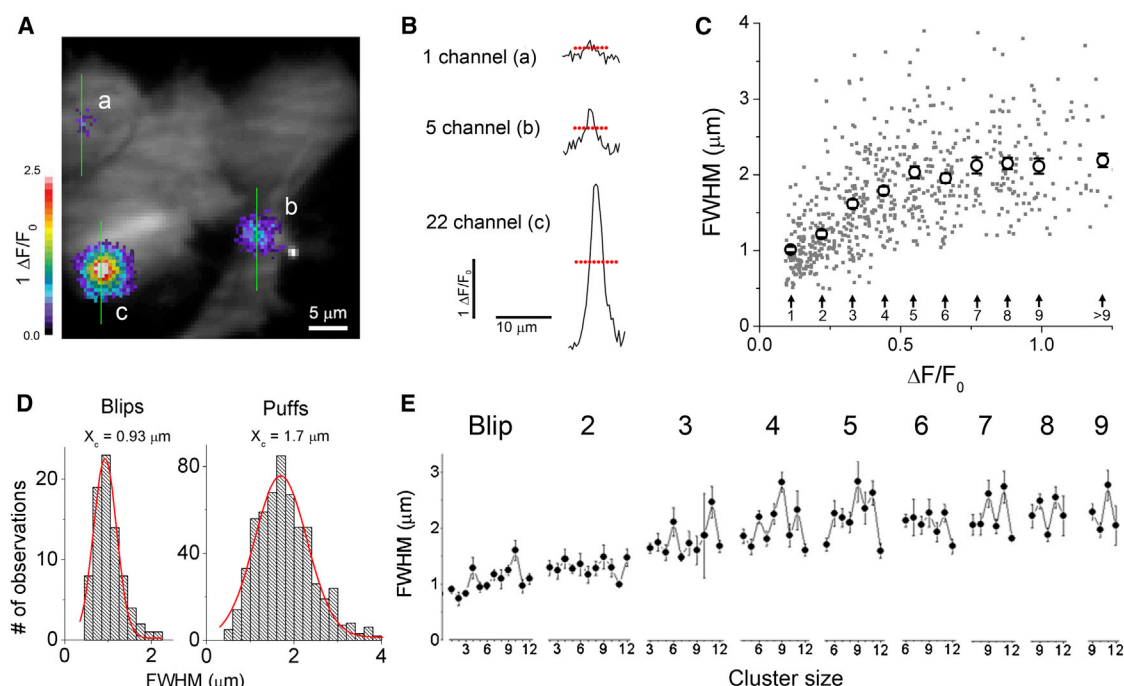 A
2.5
1 ΔF/F0
0.0
a
b
c
5 μm
B
1 channel (a)
5 channel (b)
22 channel (c)
1 ΔF/F0
10 μm
C
4
3
2
1
0
FWHM (μm)
1 2 3 4 5 6 7 8 9 >9
0.0 0.5 1.0
ΔF/F0
D
Blips Puffs
Xc = 0.93 μm Xc = 1.7 μm
# of observations
20
0
80
40
0
0 2 0 2 4
FWHM (μm)
E
Blip 2 3 4 5 6 7 8 9
3
2
1
0
FWHM (μm)
3 6 9 12 3 6 9 12 3 6 9 12 6 9 12 6 9 12 6 9 12 9 12 9 12 9 12
Cluster size